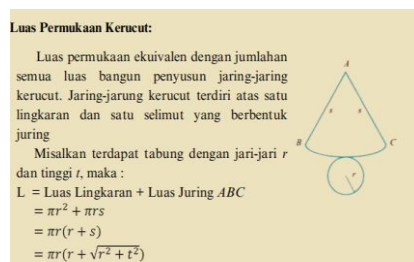 Luas Permukaan Kerucut:
Luas permukaan ekuivalen dengan jumlahan
semua luas bangun penyusun jaring-jaring
kerucut. Jaring-jarung kerucut terdiri atas satu
lingkaran dan satu selimut yang berbentuk
juring
Misalkan terdapat tabung dengan jari-jari r
dan tinggi t, maka :
L = Luas Lingkaran + Luas Juring ABC
= πr² + πrs
= πr(r + s)
= πr(r + √(r² + t²))
A
s s
B C
r